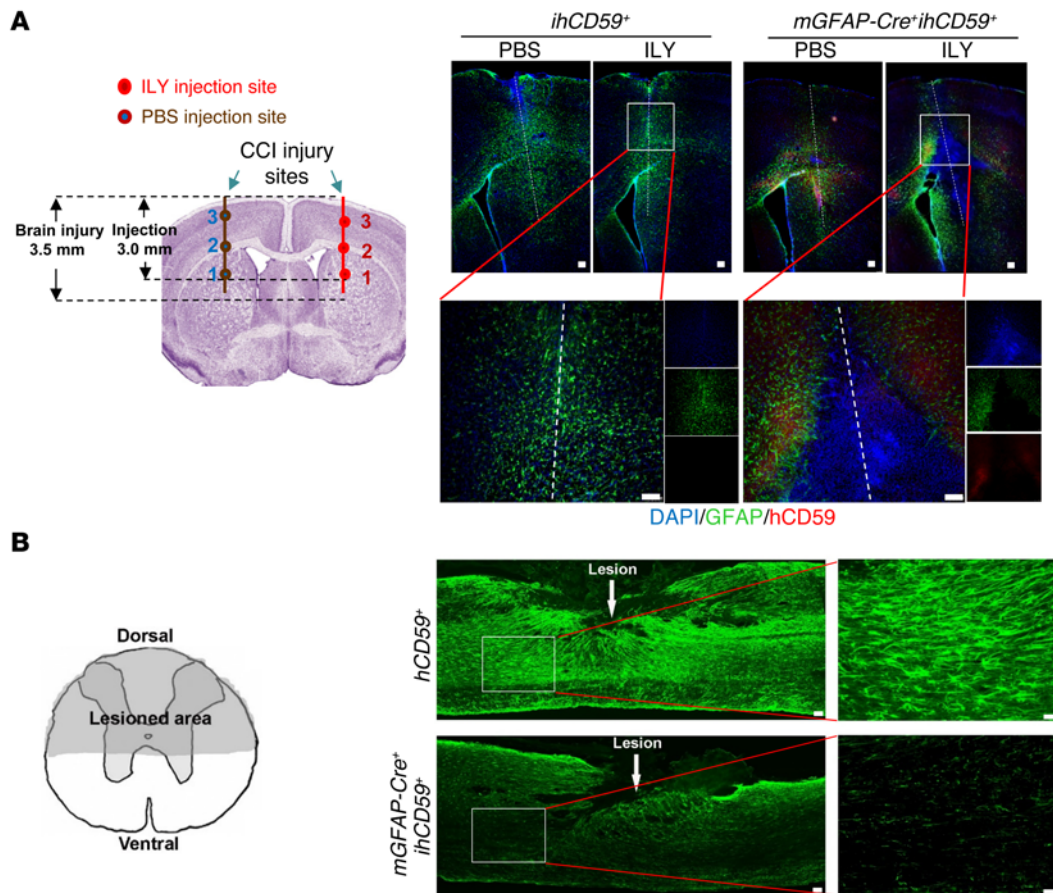 A
ihCD59+
mGFAP-Cre+ihCD59+
PBS
ILY
PBS
ILY
ILY injection site
PBS injection site
CCI injury
sites
Brain injury
3.5 mm
Injection
3.0 mm
3
2
1
3
2
1
DAPI/GFAP/hCD59
B
Dorsal
Lesioned area
Ventral
hCD59+
Lesion
mGFAP-Cre+
ihCD59+
Lesion